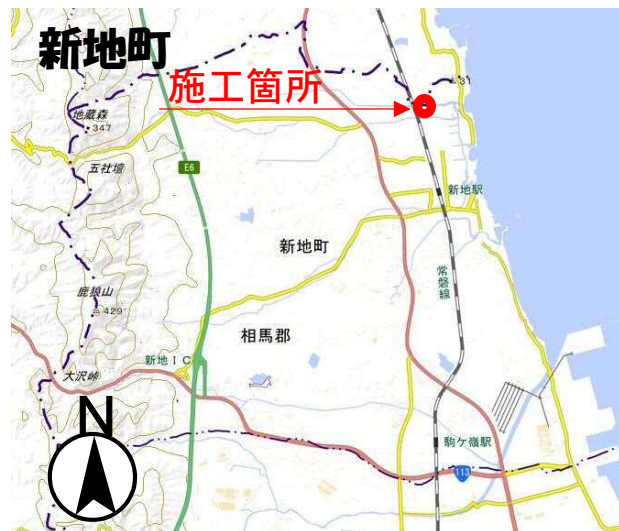 新地町
施工箇所
31
地蔵森
347
五社壇
E6
新地駅
新地町
常磐線
鹿狼山
429
相馬郡
新地IC
大沢峠
N
駒ケ嶺駅
113